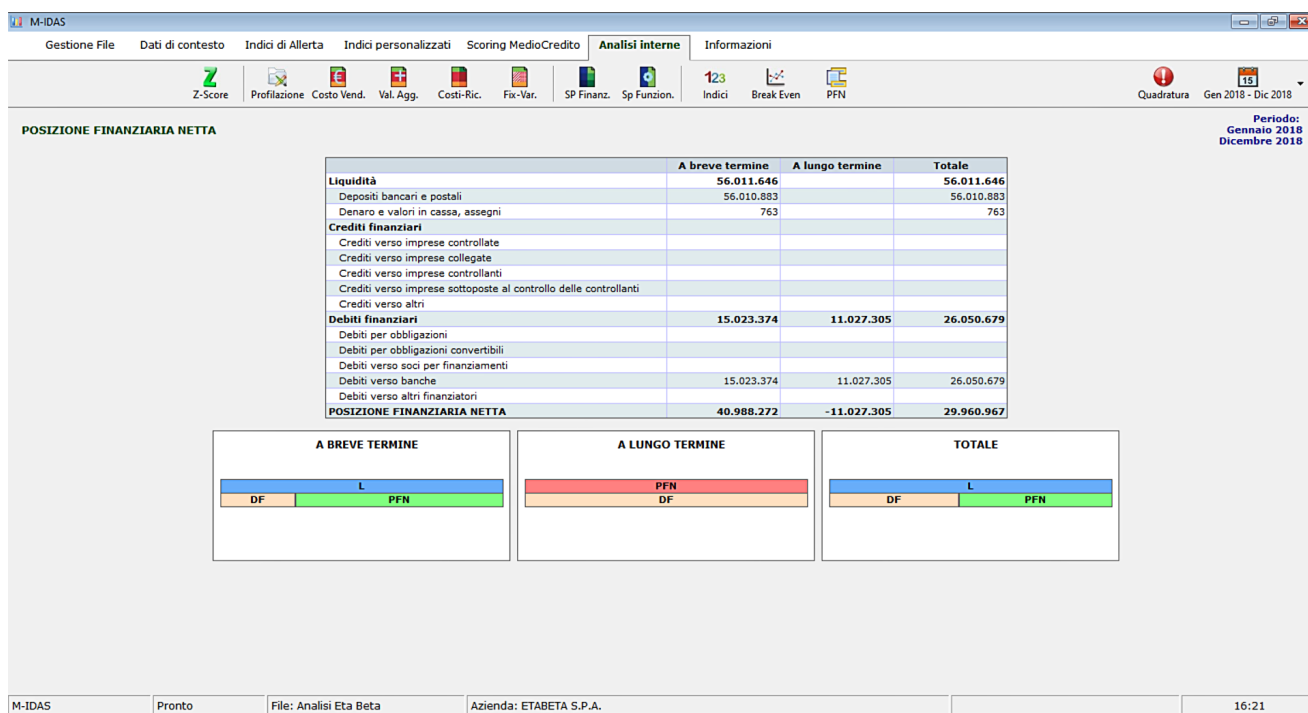 M-IDAS
Gestione File Dati di contesto Indici di Allerta Indici personalizzati Scoring MedioCredito Analisi interne Informazioni
Z
Z-Score Profilazione Costo Vend. Val. Agg. Costi-Ric. Fix-Var. SP Finanz. Sp Funzion. 123 Indici Break Even PFN Quadratura 15 Gen 2018 - Dic 2018
POSIZIONE FINANZIARIA NETTA
Periodo:
Gennaio 2018
Dicembre 2018
A breve termine A lungo termine Totale
Liquidità 56.011.646 56.011.646
Depositi bancari e postali 56.010.883 56.010.883
Denaro e valori in cassa, assegni 763 763
Crediti finanziari
Crediti verso imprese controllate
Crediti verso imprese collegate
Crediti verso imprese controllanti
Crediti verso imprese sottoposte al controllo delle controllanti
Crediti verso altri
Debiti finanziari 15.023.374 11.027.305 26.050.679
Debiti per obbligazioni
Debiti per obbligazioni convertibili
Debiti verso soci per finanziamenti
Debiti verso banche 15.023.374 11.027.305 26.050.679
Debiti verso altri finanziatori
POSIZIONE FINANZIARIA NETTA 40.988.272 -11.027.305 29.960.967
A BREVE TERMINE
L
DF PFN
A LUNGO TERMINE
PFN
DF
TOTALE
L
DF PFN
M-IDAS Pronto File: Analisi Eta Beta Azienda: ETABETA S.P.A. 16:21